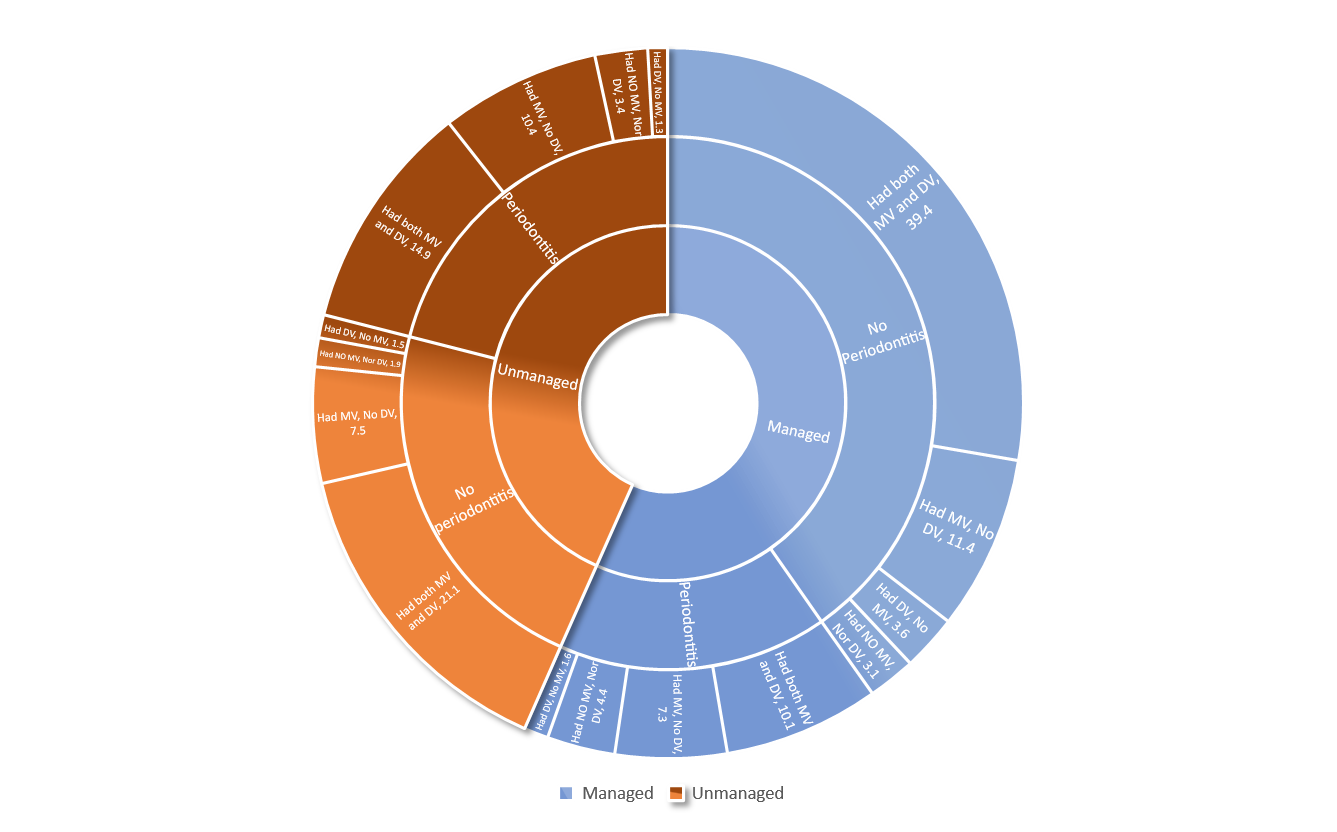 Had both
MV and DV,
39.4
Had MV, No
DV, 11.4
Had DV, No
MV, 3.6
Had NO MV,
Nor DV, 3.1
No
Periodontitis
Managed
Periodontitis
Had both MV
and DV, 10.1
Had MV, No DV,
7.3
Had NO MV, Nor
DV, 4.4
Had DV, No MV, 1.6
Had both MV
and DV, 21.1
Had MV, No DV,
7.5
Had NO MV, Nor DV, 1.9
Had DV, No MV, 1.5
No
periodontitis
Unmanaged
Periodontitis
Had both MV
and DV, 14.9
Had MV, No DV,
10.4
Had NO MV, Nor
DV, 3.4
Had DV, No MV, 1.3
Managed
Unmanaged